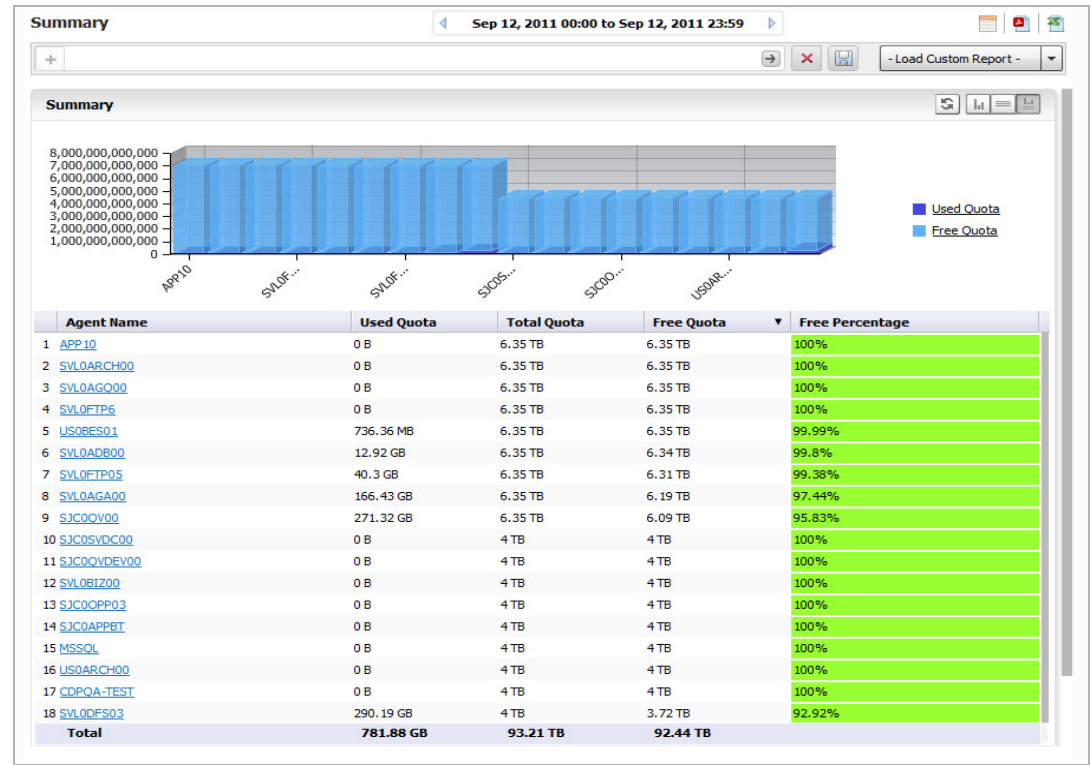 Summary
Sep 12, 2011 00:00 to Sep 12, 2011 23:59
- Load Custom Report -
Summary
8,000,000,000,000
7,000,000,000,000
6,000,000,000,000
5,000,000,000,000
4,000,000,000,000
3,000,000,000,000
2,000,000,000,000
1,000,000,000,000
0
APP10
SVL0F...
SVL0F...
SJC0S...
SJC0O...
US0AR...
Used Quota
Free Quota
Agent Name Used Quota Total Quota Free Quota Free Percentage
1 APP10 0 B 6.35 TB 6.35 TB 100%
2 SVL0ARCH00 0 B 6.35 TB 6.35 TB 100%
3 SVL0AGQ00 0 B 6.35 TB 6.35 TB 100%
4 SVL0FTP6 0 B 6.35 TB 6.35 TB 100%
5 US0BES01 736.36 MB 6.35 TB 6.35 TB 99.99%
6 SVL0ADB00 12.92 GB 6.35 TB 6.34 TB 99.8%
7 SVL0FTP05 40.3 GB 6.35 TB 6.31 TB 99.38%
8 SVL0AGA00 166.43 GB 6.35 TB 6.19 TB 97.44%
9 SJC0QV00 271.32 GB 6.35 TB 6.09 TB 95.83%
10 SJC0SVDC00 0 B 4 TB 4 TB 100%
11 SJC0QVDEV00 0 B 4 TB 4 TB 100%
12 SVL0BIZ00 0 B 4 TB 4 TB 100%
13 SJC0OPP03 0 B 4 TB 4 TB 100%
14 SJC0APPBT 0 B 4 TB 4 TB 100%
15 MSSQL 0 B 4 TB 4 TB 100%
16 US0ARCH00 0 B 4 TB 4 TB 100%
17 CDPQA-TEST 0 B 4 TB 4 TB 100%
18 SVL0DFS03 290.19 GB 4 TB 3.72 TB 92.92%
Total 781.88 GB 93.21 TB 92.44 TB